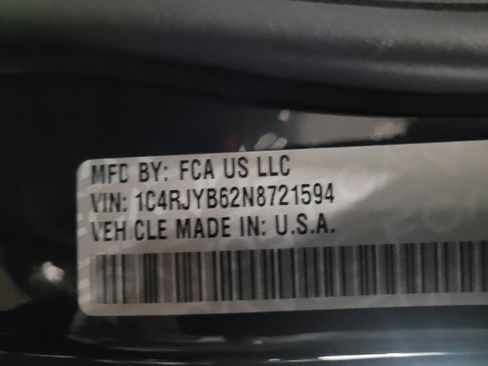 MFD BY: FCA US LLC
VIN: 1C4RJYB62N8721594
VEH CLE MADE IN: U.S.A.